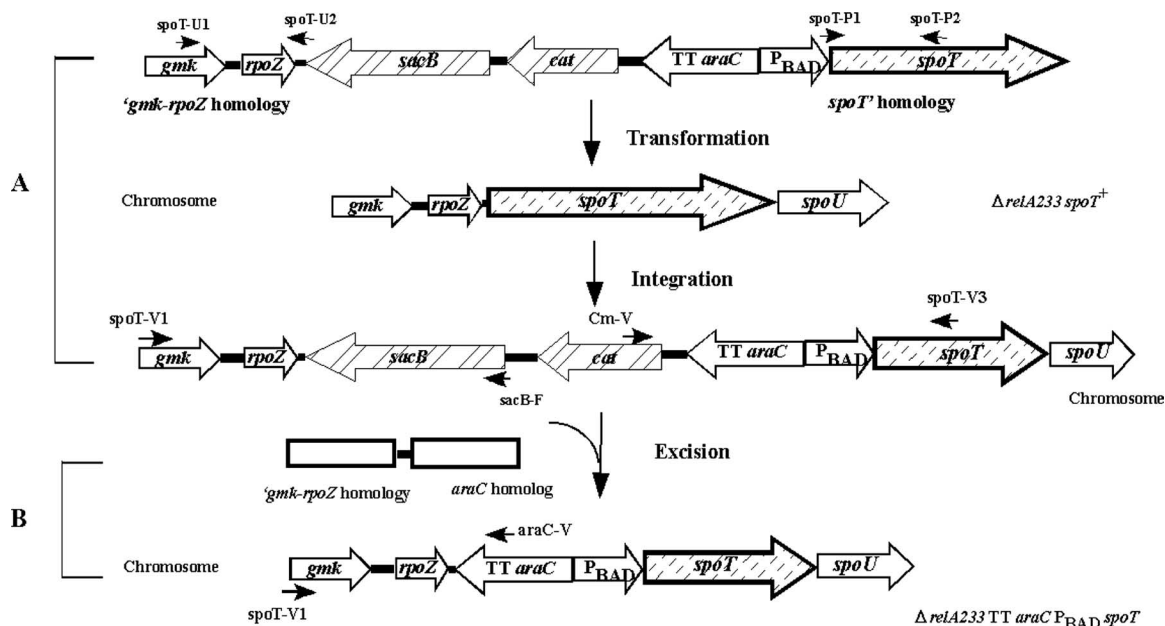 spoT-U1 spoT-U2 spoT-P1 spoT-P2
gmk rpoZ sacB cat TT araC PBAD spoT
'gmk-rpoZ homology spoT' homology
Transformation
A
Chromosome gmk rpoZ spoT spoU ΔrelA233 spoT+
Integration
spoT-V1 Cm-V spoT-V3
gmk rpoZ sacB cat TT araC PBAD spoT spoU
sacB-F Chromosome
Excision
'gmk-rpoZ homology araC homolog
B
araC-V
Chromosome gmk rpoZ TT araC PBAD spoT spoU
spoT-V1
ΔrelA233 TT araC PBAD spoT